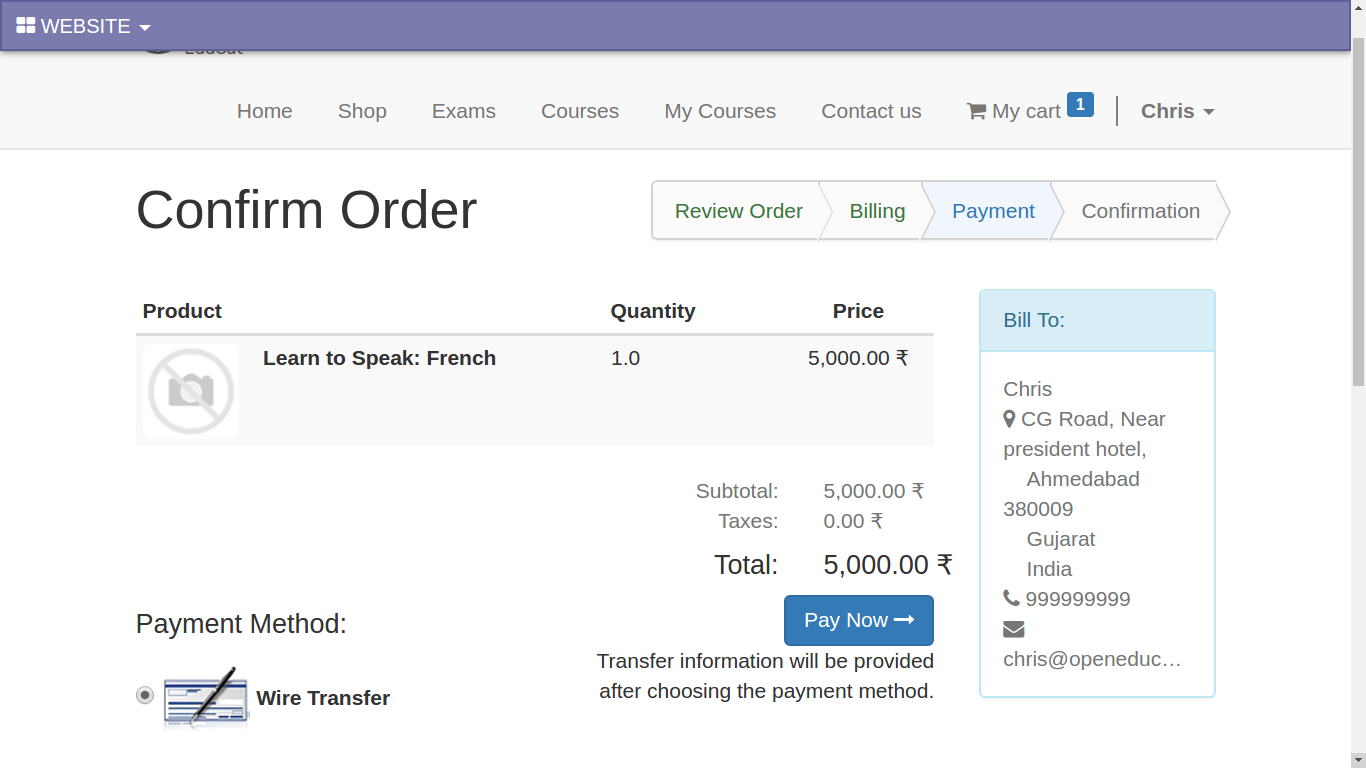 WEBSITE
Home Shop Exams Courses My Courses Contact us My cart 1 Chris
Confirm Order
Review Order Billing Payment Confirmation
Product Quantity Price
Learn to Speak: French 1.0 5,000.00 ₹
Subtotal: 5,000.00 ₹
Taxes: 0.00 ₹
Total: 5,000.00 ₹
Pay Now
Transfer information will be provided
after choosing the payment method.
Payment Method:
Wire Transfer
Bill To:
Chris
CG Road, Near
president hotel,
Ahmedabad
380009
Gujarat
India
999999999
chris@openeduc…